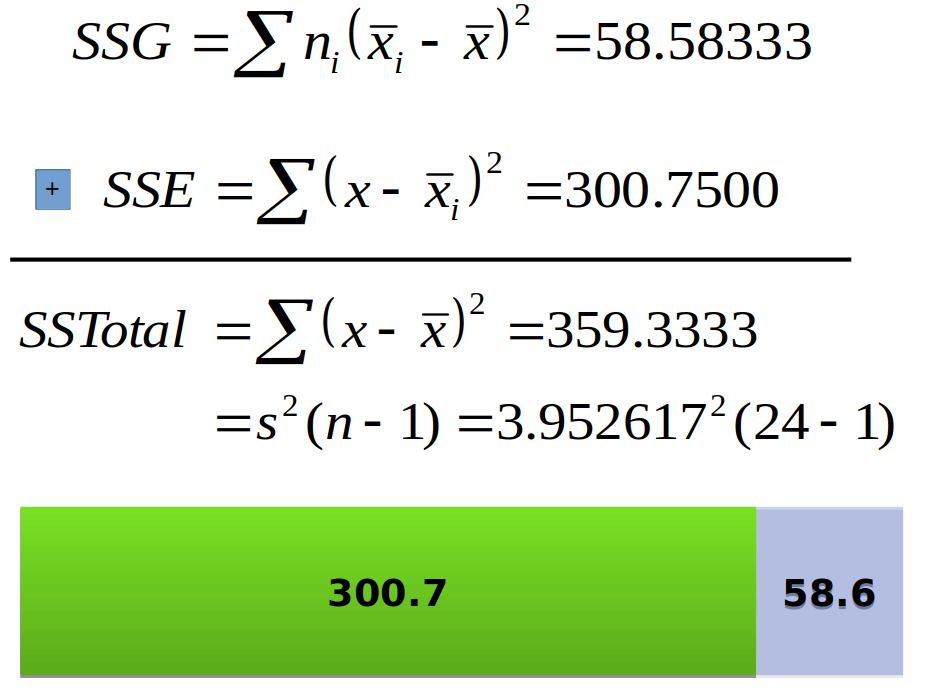 SSG = ∑ nᵢ(x̅ᵢ - x̅)² = 58.58333
+ SSE = ∑(x - x̅ᵢ)² = 300.7500
SSTotal = ∑(x - x̅)² = 359.3333
= s²(n - 1) = 3.952617²(24 - 1)
300.7 58.6